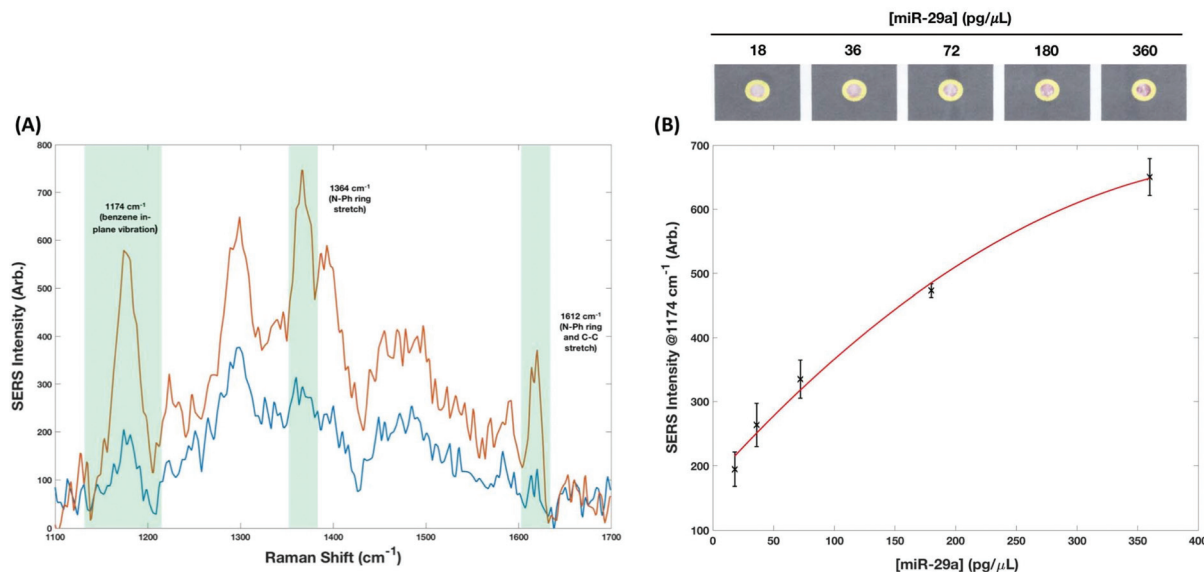 [miR-29a] (pg/μL)
18 36 72 180 360
(A)
800
700
600
500
400
300
200
100
0
SERS Intensity (Arb.)
1174 cm⁻¹
(benzene in-
plane vibration)
1364 cm⁻¹
(N-Ph ring
stretch)
1612 cm⁻¹
(N-Ph ring
and C-C
stretch)
1100 1200 1300 1400 1500 1600 1700
Raman Shift (cm⁻¹)
(B)
700
600
500
400
300
200
100
SERS Intensity @1174 cm⁻¹ (Arb.)
0 50 100 150 200 250 300 350 400
[miR-29a] (pg/μL)